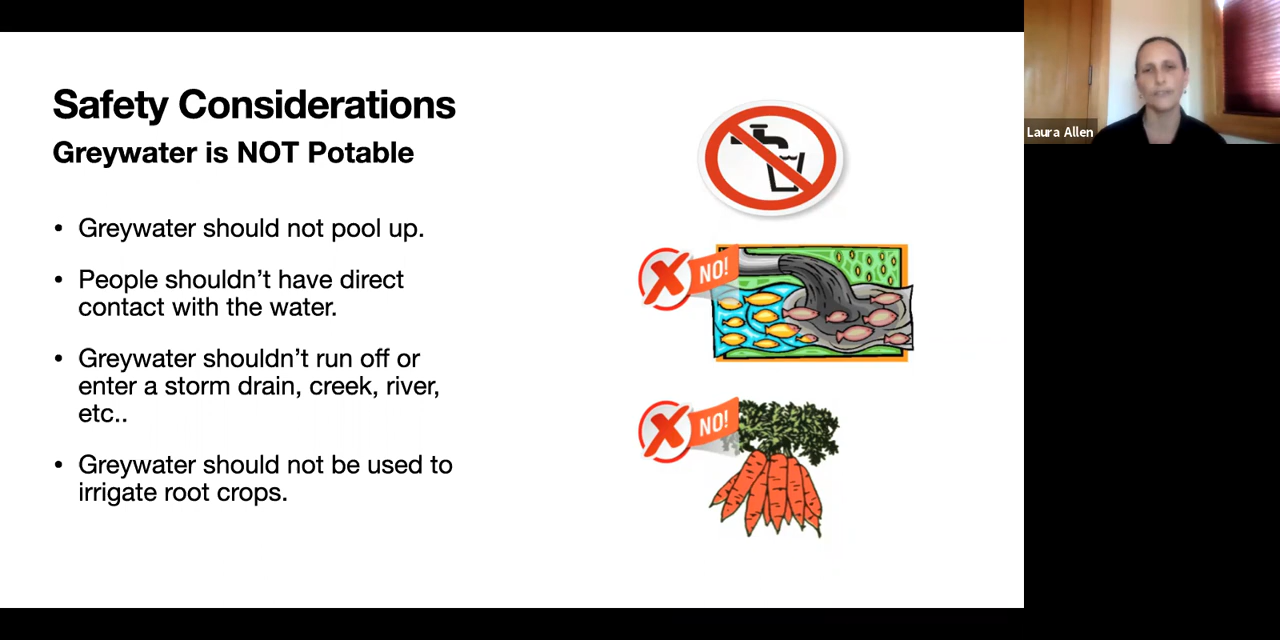 Safety Considerations
Greywater is NOT Potable
• Greywater should not pool up.
• People shouldn’t have direct
contact with the water.
• Greywater shouldn’t run off or
enter a storm drain, creek, river,
etc..
• Greywater should not be used to
irrigate root crops.
NO!
NO!
Laura Allen